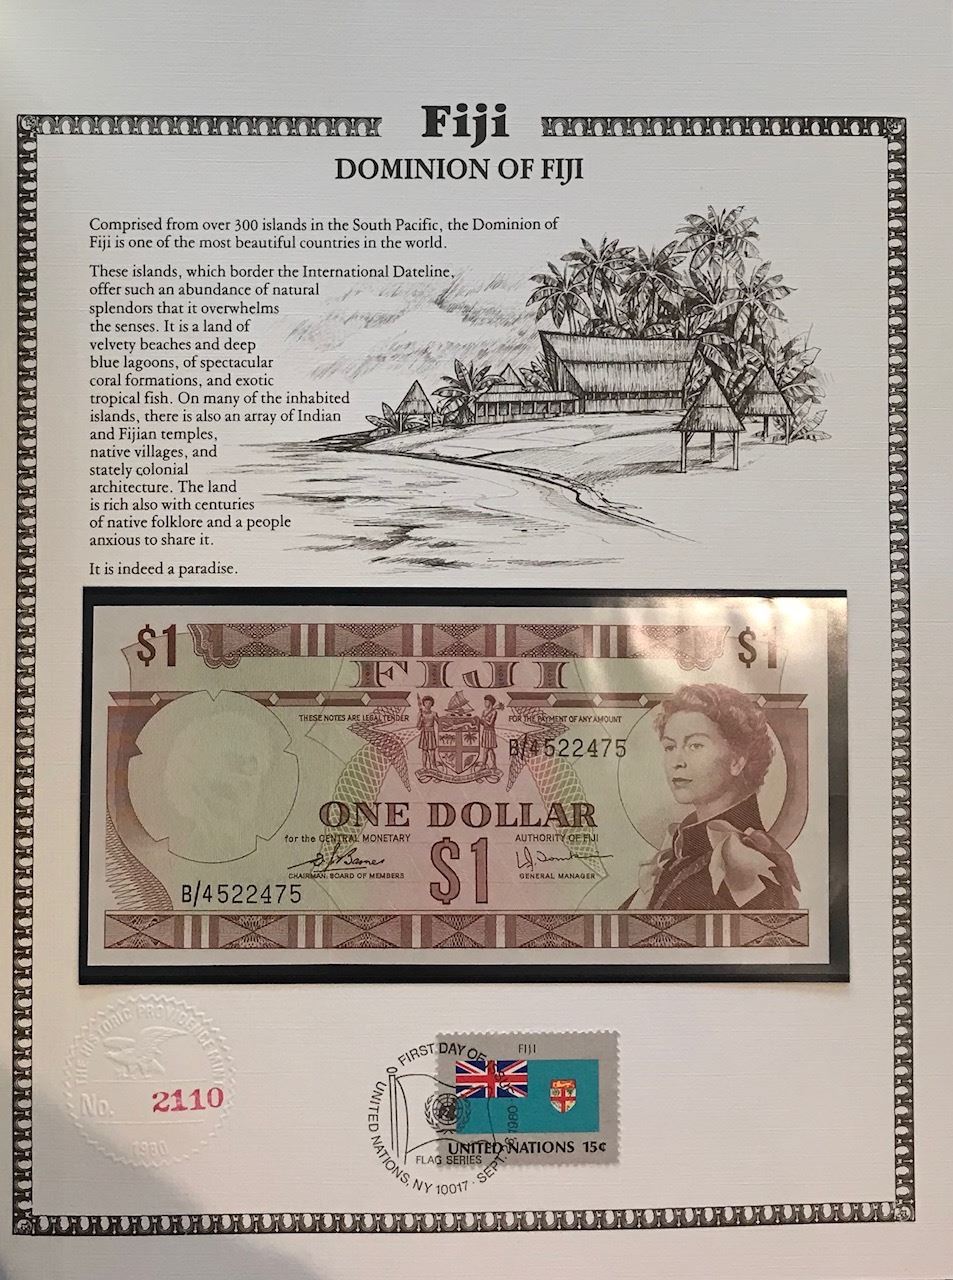 Fiji
DOMINION OF FIJI
Comprised from over 300 islands in the South Pacific, the Dominion of
Fiji is one of the most beautiful countries in the world.
These islands, which border the International Dateline,
offer such an abundance of natural
splendors that it overwhelms
the senses. It is a land of
velvety beaches and deep
blue lagoons, of spectacular
coral formations, and exotic
tropical fish. On many of the inhabited
islands, there is also an array of Indian
and Fijian temples,
native villages, and
stately colonial
architecture. The land
is rich also with centuries
of native folklore and a people
anxious to share it.
It is indeed a paradise.
$1 $1
FIJI
THESE NOTES ARE LEGAL TENDER FOR THE PAYMENT OF ANY AMOUNT
B/4522475
ONE DOLLAR
for the CENTRAL MONETARY AUTHORITY OF FIJI
$1
CHAIRMAN, BOARD OF MEMBERS GENERAL MANAGER
B/4522475
THE HISTORIC PROVIDENCE MINT
No. 2110
1980
FIRST DAY OF
UNITED NATIONS, NY 10017 · SEPT. 1980
FLAG SERIES
FIJI
UNITED NATIONS 15¢